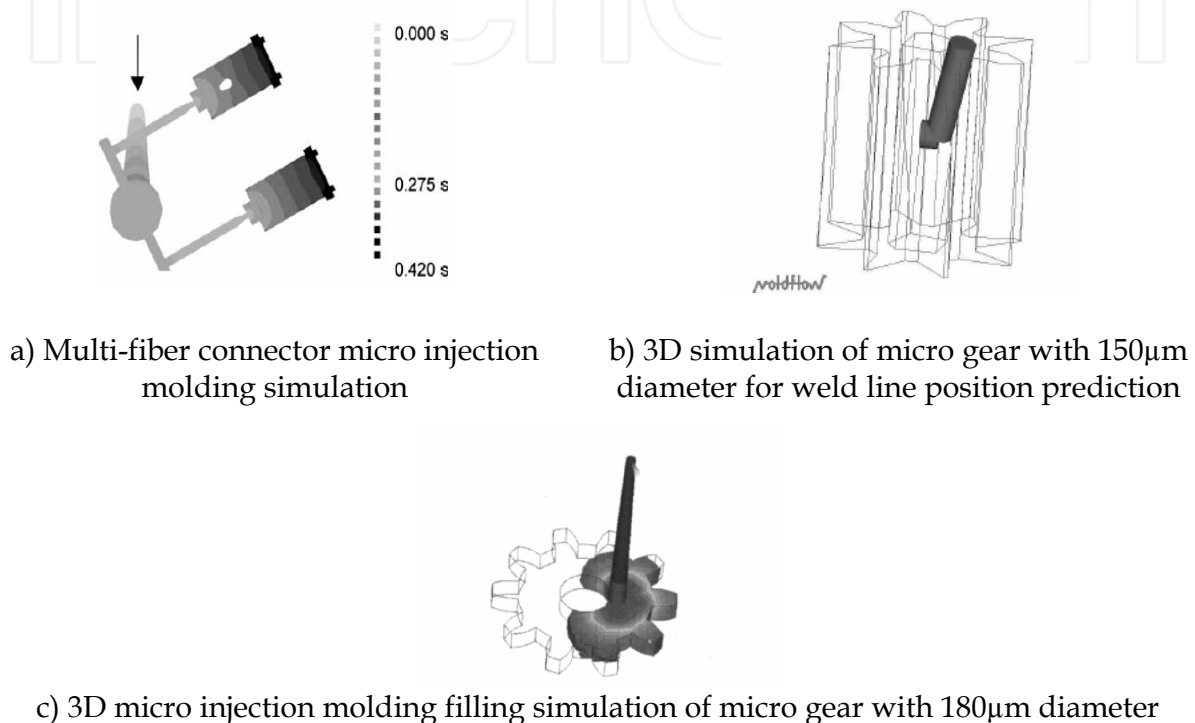 0.000 s
0.275 s
0.420 s
moldflow
a) Multi-fiber connector micro injection
molding simulation
b) 3D simulation of micro gear with 150µm
diameter for weld line position prediction
c) 3D micro injection molding filling simulation of micro gear with 180µm diameter